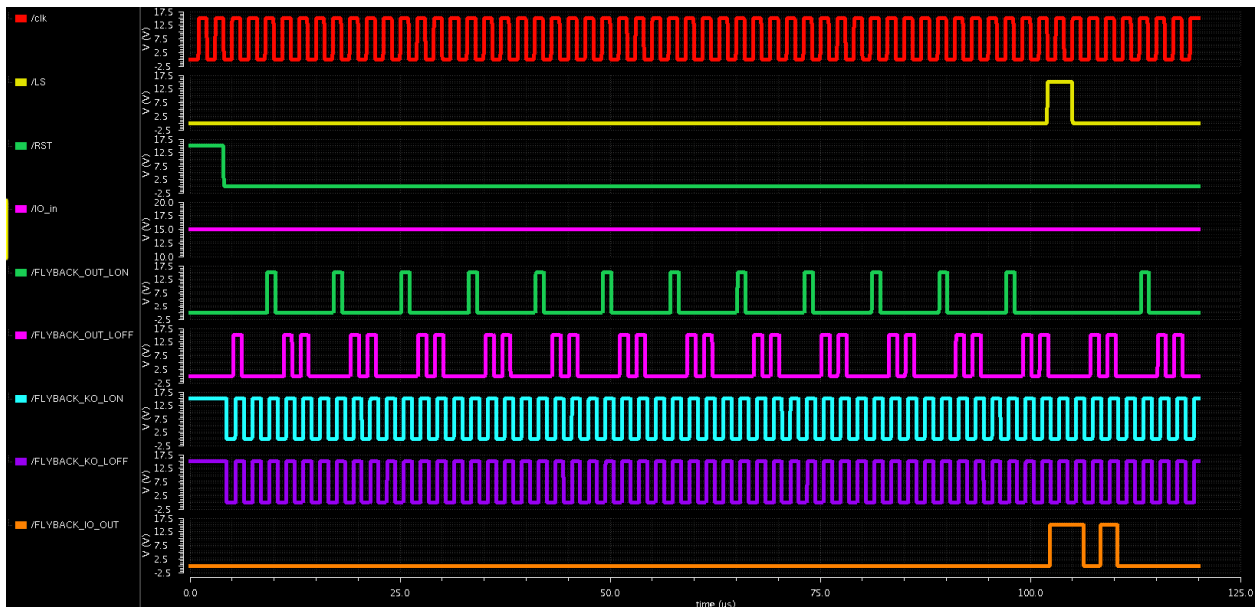 /clk
17.5
12.5
7.5
2.5
-2.5
V (V)
/LS
17.5
12.5
7.5
2.5
-2.5
V (V)
/RST
17.5
12.5
7.5
2.5
-2.5
V (V)
/IO_in
20.0
17.5
15.0
12.5
10.0
V (V)
/FLYBACK_OUT_LON
17.5
12.5
7.5
2.5
-2.5
V (V)
/FLYBACK_OUT_LOFF
17.5
12.5
7.5
2.5
-2.5
V (V)
/FLYBACK_KO_LON
17.5
12.5
7.5
2.5
-2.5
V (V)
/FLYBACK_KO_LOFF
17.5
12.5
7.5
2.5
-2.5
V (V)
/FLYBACK_IO_OUT
17.5
12.5
7.5
2.5
-2.5
V (V)
0.0 25.0 50.0 75.0 100.0 125.0
time (us)